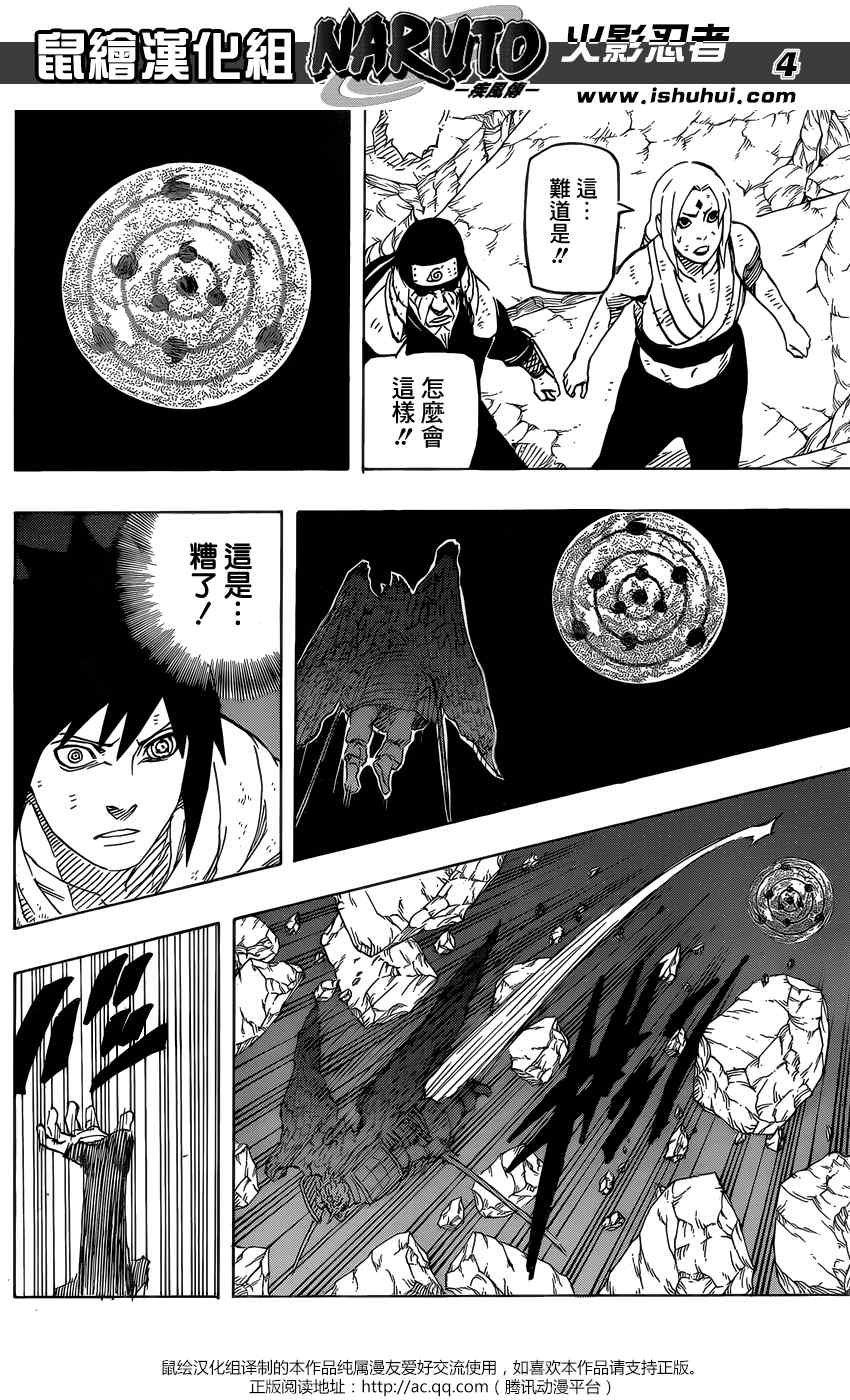 鼠繪漢化組
NARUTO
疾風傳
火影忍者
4
www.ishuhui.com
這…
難道是!!
怎麼會
這樣!!
這是…
糟了!
鼠绘汉化组译制的本作品纯属漫友爱好交流使用，如喜欢本作品请支持正版。
正版阅读地址：http://ac.qq.com（腾讯动漫平台）